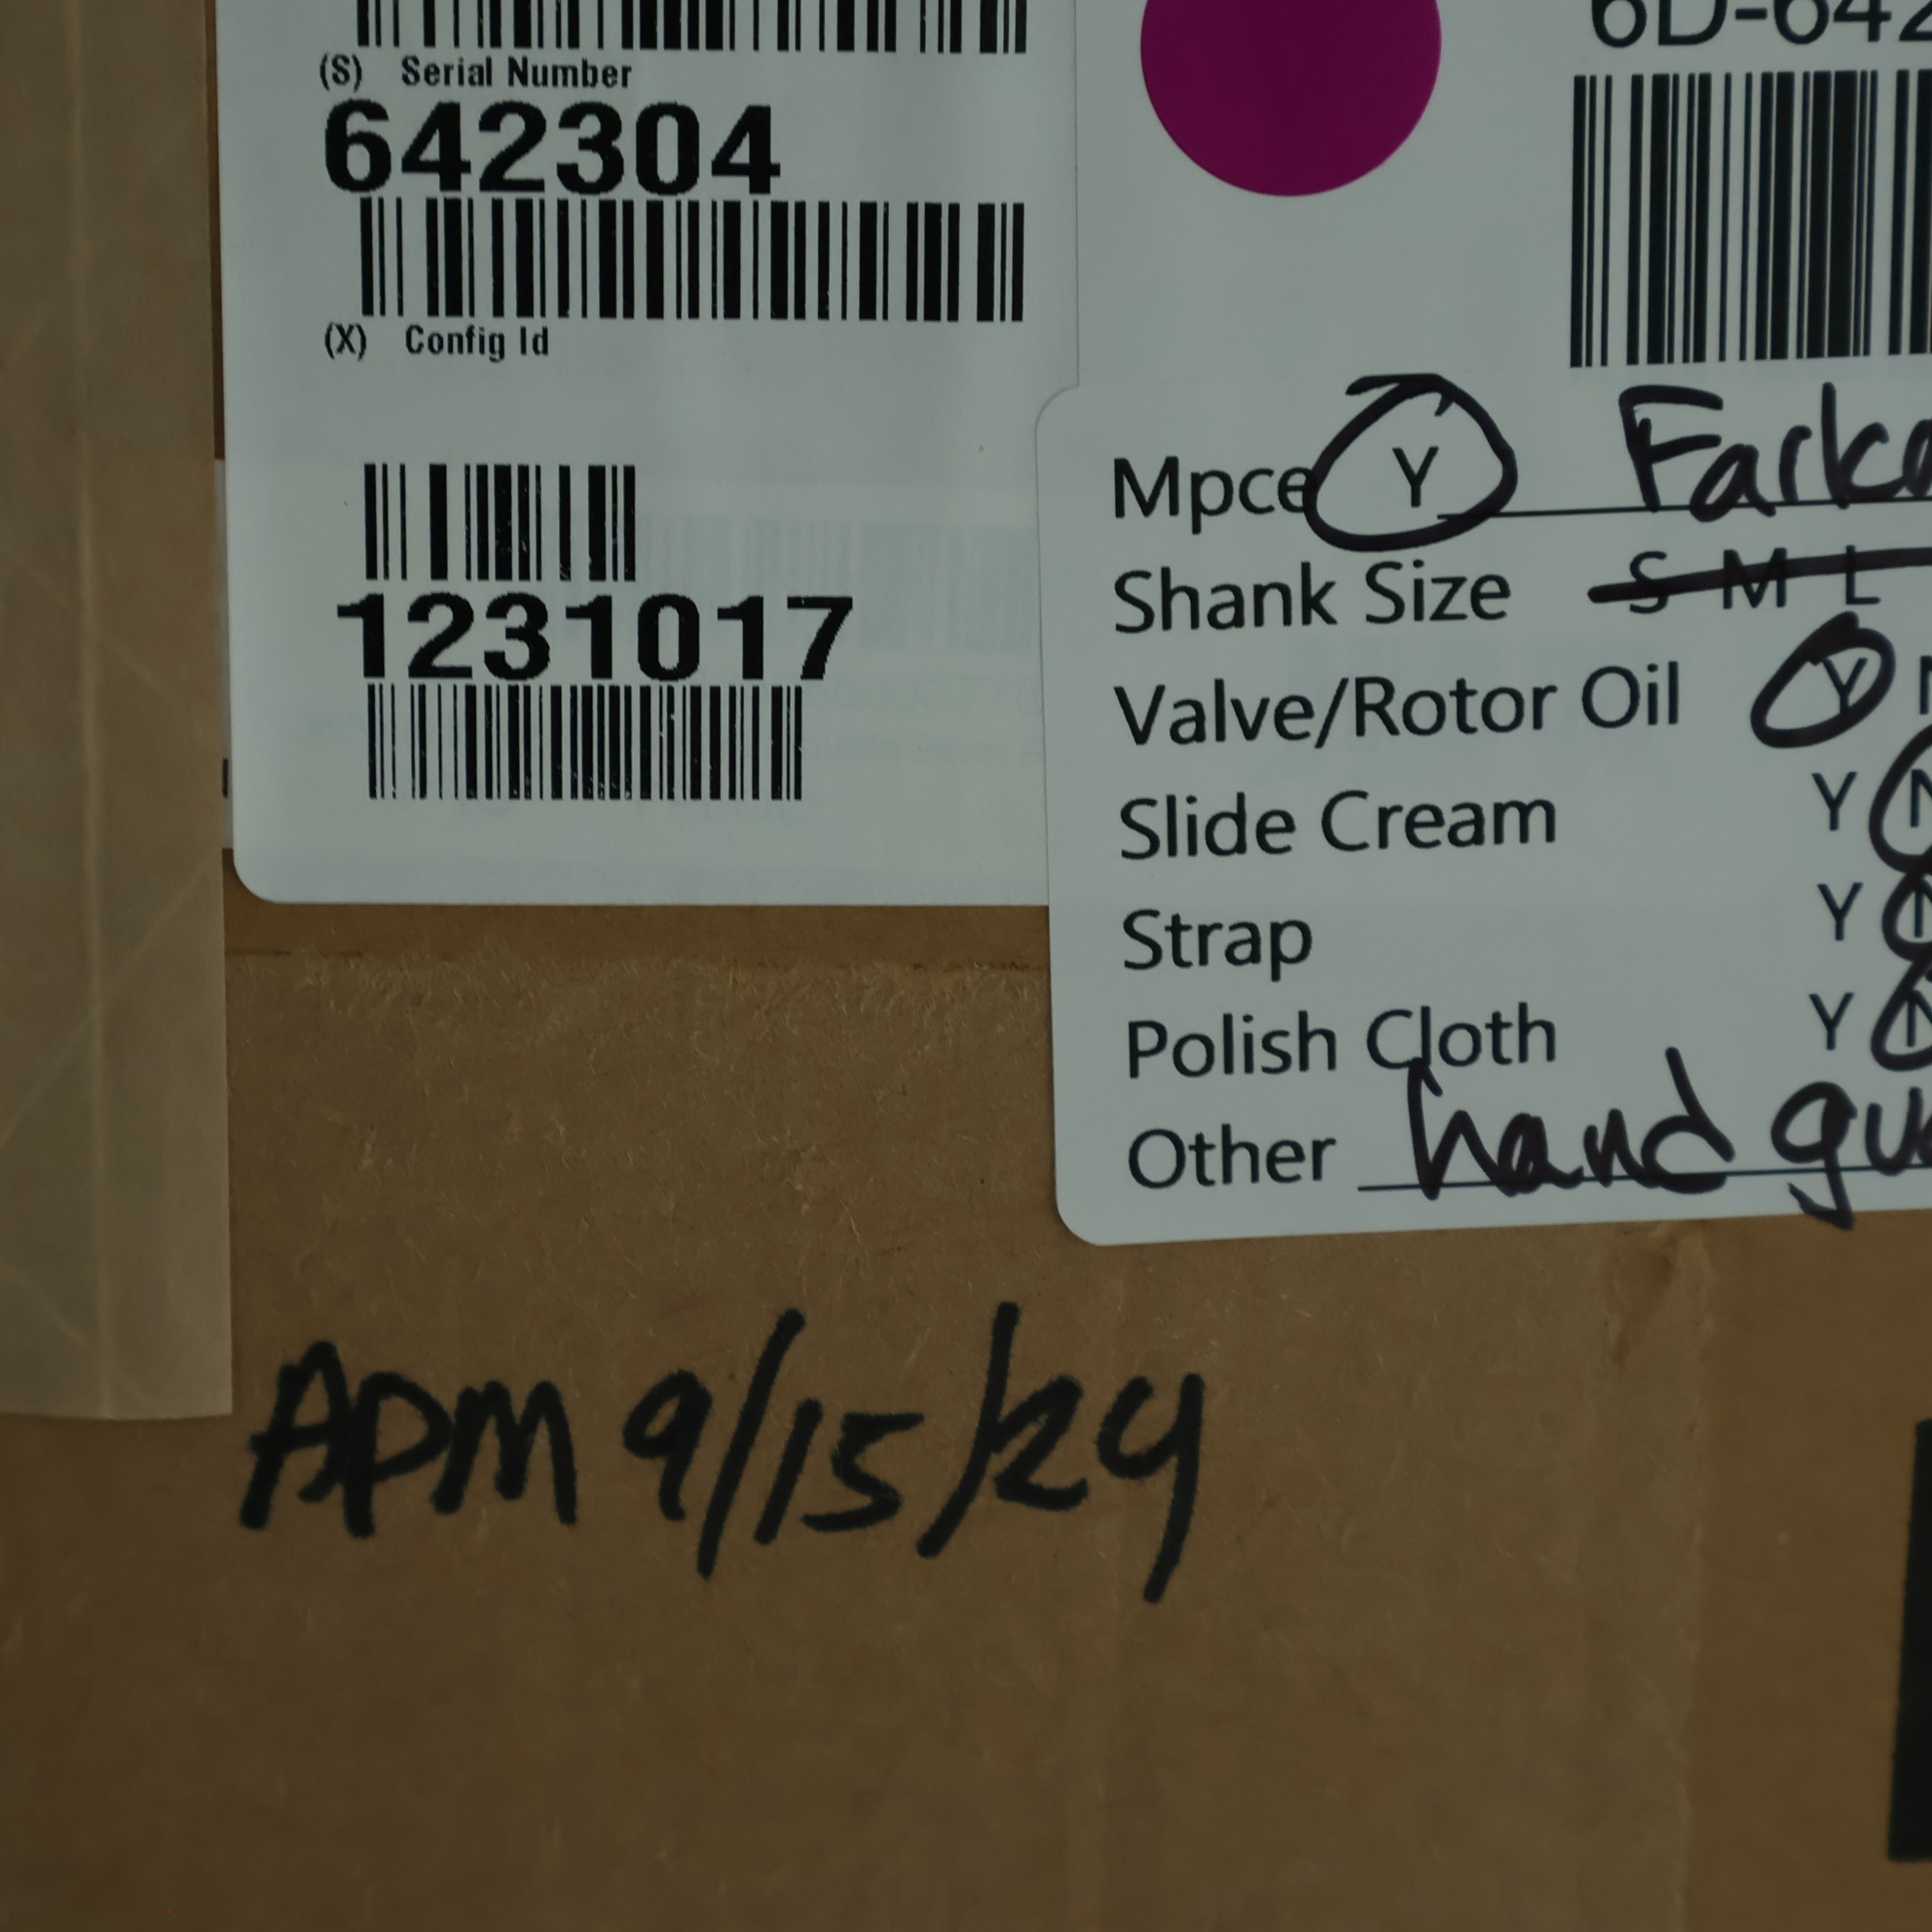 (S) Serial Number
642304
(X) Config Id
1231017
6D-642
Mpce Y
Shank Size S M L
Valve/Rotor Oil Y N
Slide Cream Y N
Strap Y N
Polish Cloth Y N
Other hand
APM 9/15/24